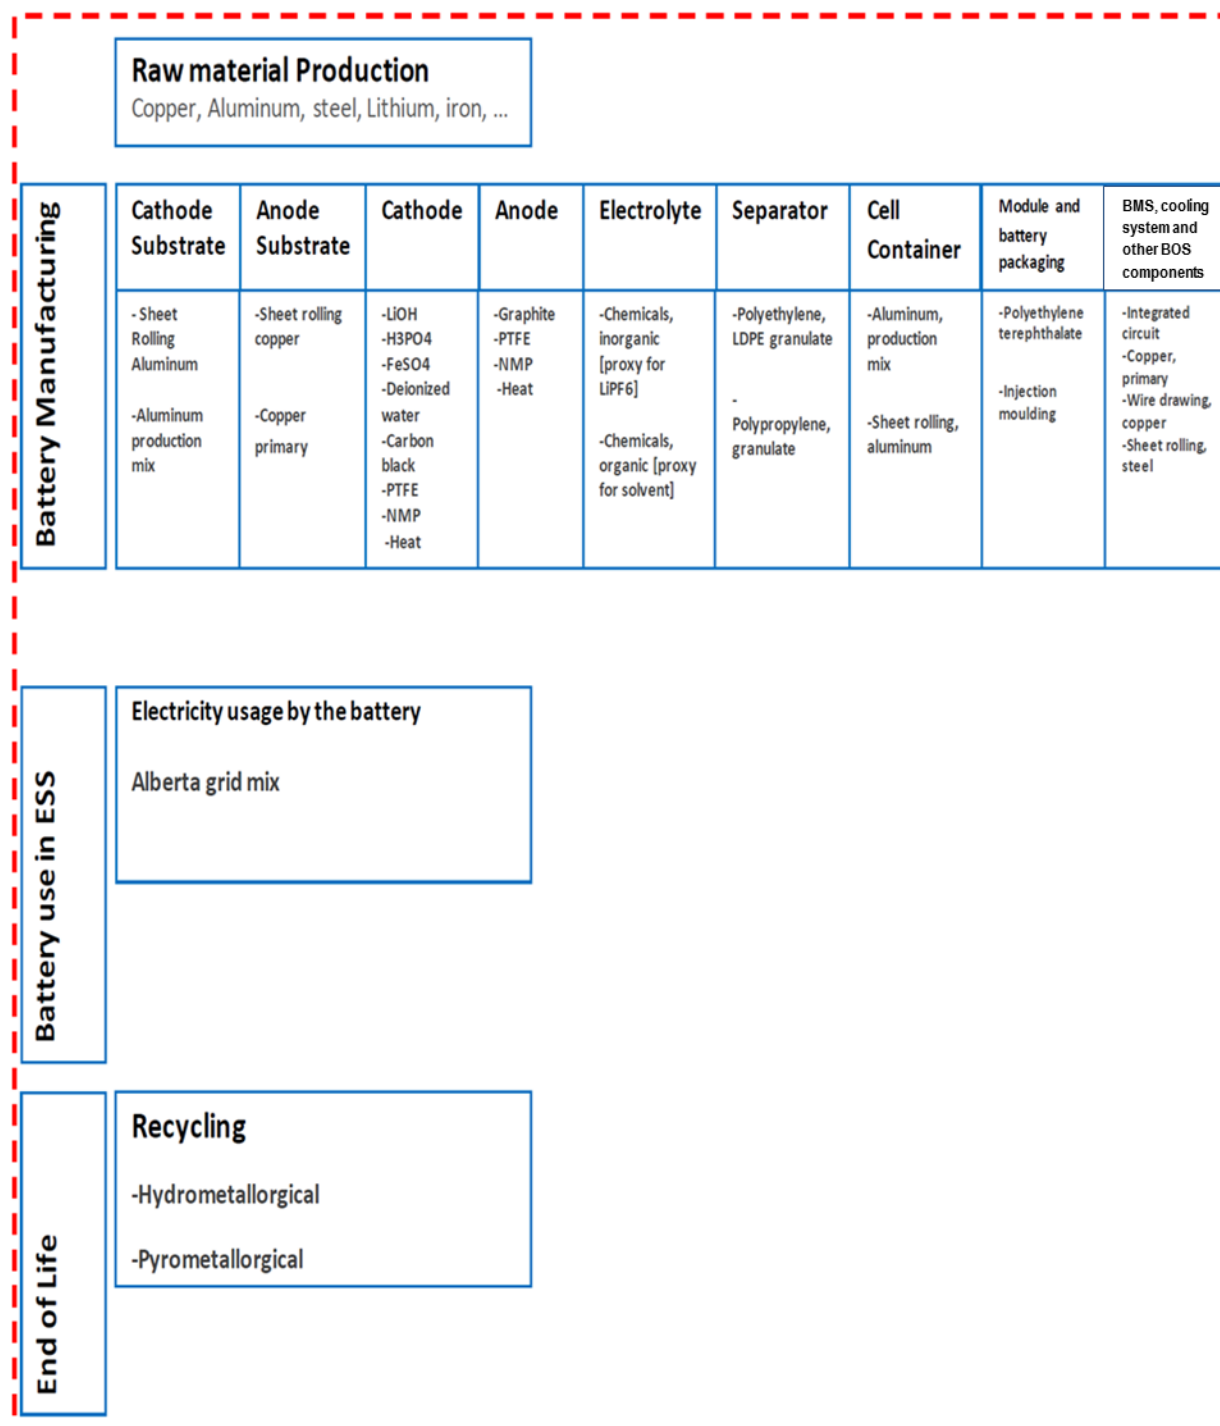 Raw material Production
Copper, Aluminum, steel, Lithium, iron, ...
Battery Manufacturing
Cathode
Substrate
- Sheet
Rolling
Aluminum
-Aluminum
production
mix
Anode
Substrate
-Sheet rolling
copper
-Copper
primary
Cathode
-LiOH
-H3PO4
-FeSO4
-Deionized
water
-Carbon
black
-PTFE
-NMP
-Heat
Anode
-Graphite
-PTFE
-NMP
-Heat
Electrolyte
-Chemicals,
inorganic
[proxy for
LiPF6]
-Chemicals,
organic [proxy
for solvent]
Separator
-Polyethylene,
LDPE granulate
-
Polypropylene,
granulate
Cell
Container
-Aluminum,
production
mix
-Sheet rolling,
aluminum
Module and
battery
packaging
-Polyethylene
terephthalate
-Injection
moulding
BMS, cooling
system and
other BOS
components
-Integrated
circuit
-Copper,
primary
-Wire drawing,
copper
-Sheet rolling,
steel
Battery use in ESS
Electricity usage by the battery
Alberta grid mix
End of Life
Recycling
-Hydrometallorgical
-Pyrometallorgical